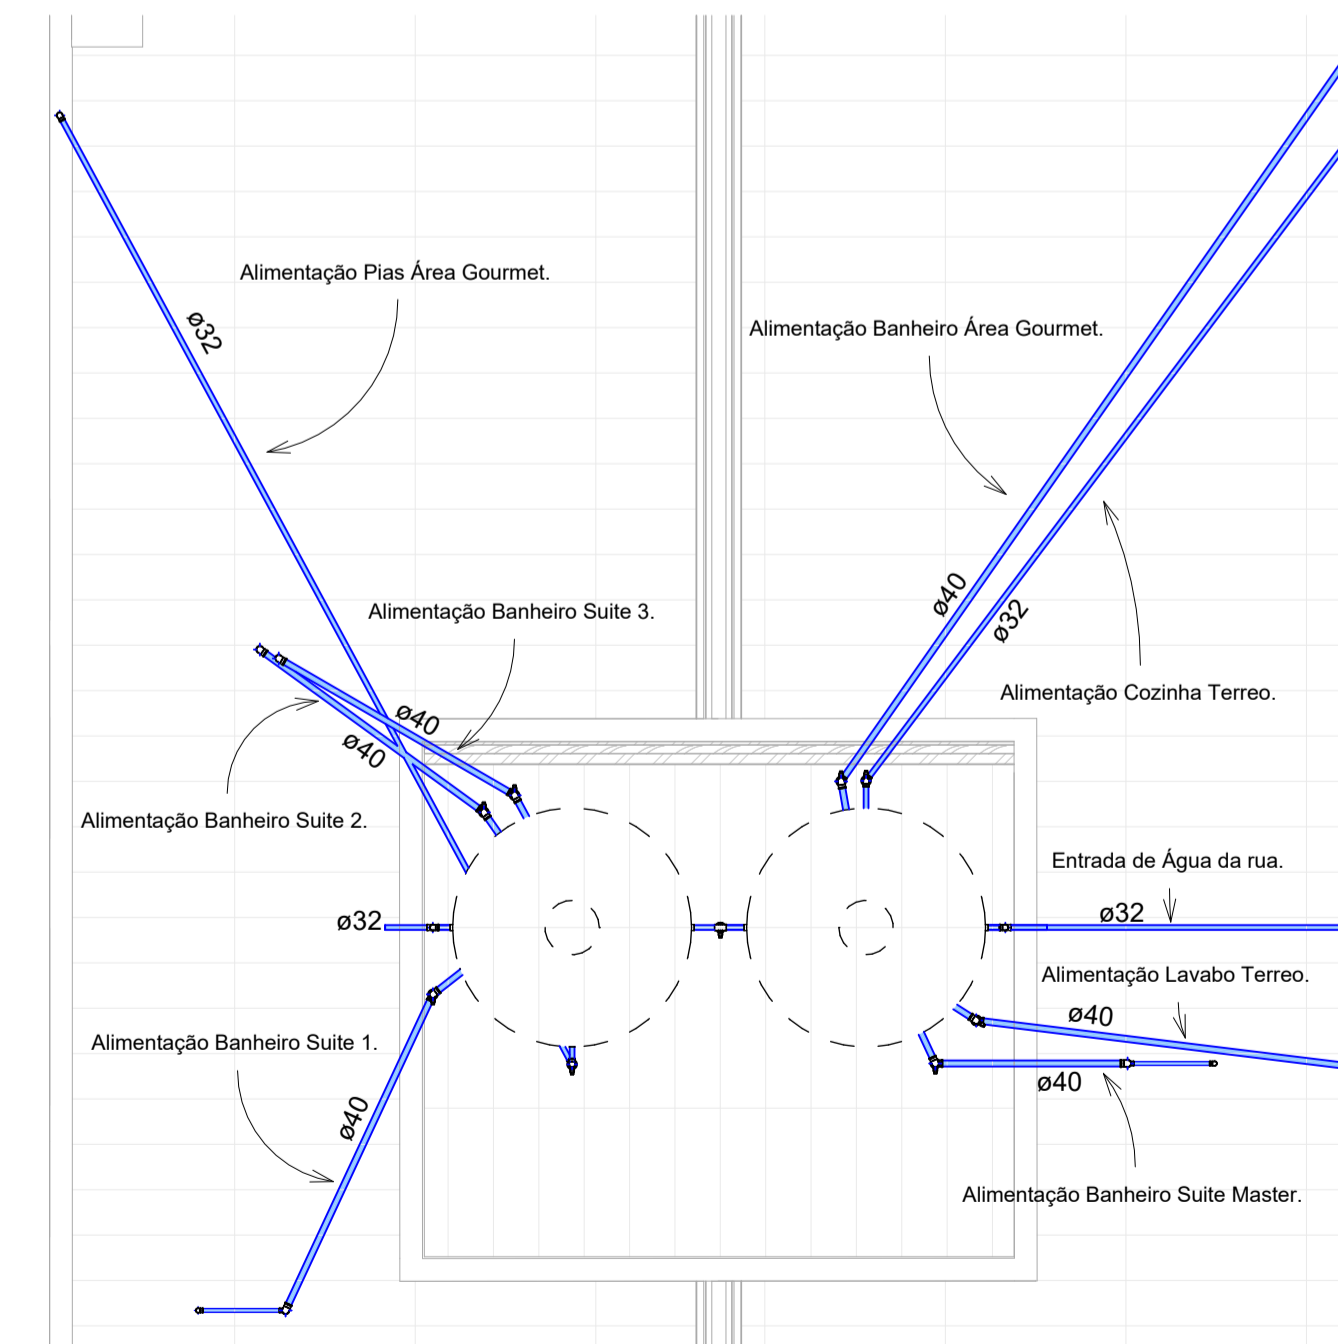 Alimentação Pias Área Gourmet.
ø32
Alimentação Banheiro Área Gourmet.
ø40
ø32
Alimentação Banheiro Suite 3.
Alimentação Cozinha Terreo.
ø40
ø40
Alimentação Banheiro Suite 2.
Entrada de Água da rua.
ø32
ø32
Alimentação Lavabo Terreo.
ø40
Alimentação Banheiro Suite 1.
ø40
ø40
Alimentação Banheiro Suite Master.